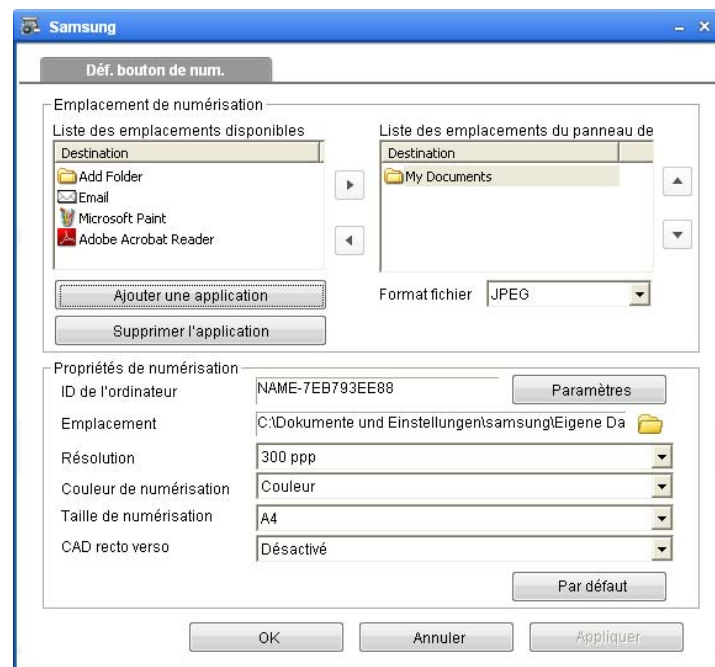 Samsung
Déf. bouton de num.
Emplacement de numérisation
Liste des emplacements disponibles
Destination
Add Folder
Email
Microsoft Paint
Adobe Acrobat Reader
Ajouter une application
Supprimer l'application
Liste des emplacements du panneau de
Destination
My Documents
Format fichier JPEG
Propriétés de numérisation
ID de l'ordinateur NAME-7EB793EE88 Paramètres
Emplacement C:\Dokumente und Einstellungen\samsung\Eigene Da
Résolution 300 ppp
Couleur de numérisation Couleur
Taille de numérisation A4
CAD recto verso Désactivé
Par défaut
OK Annuler Appliquer